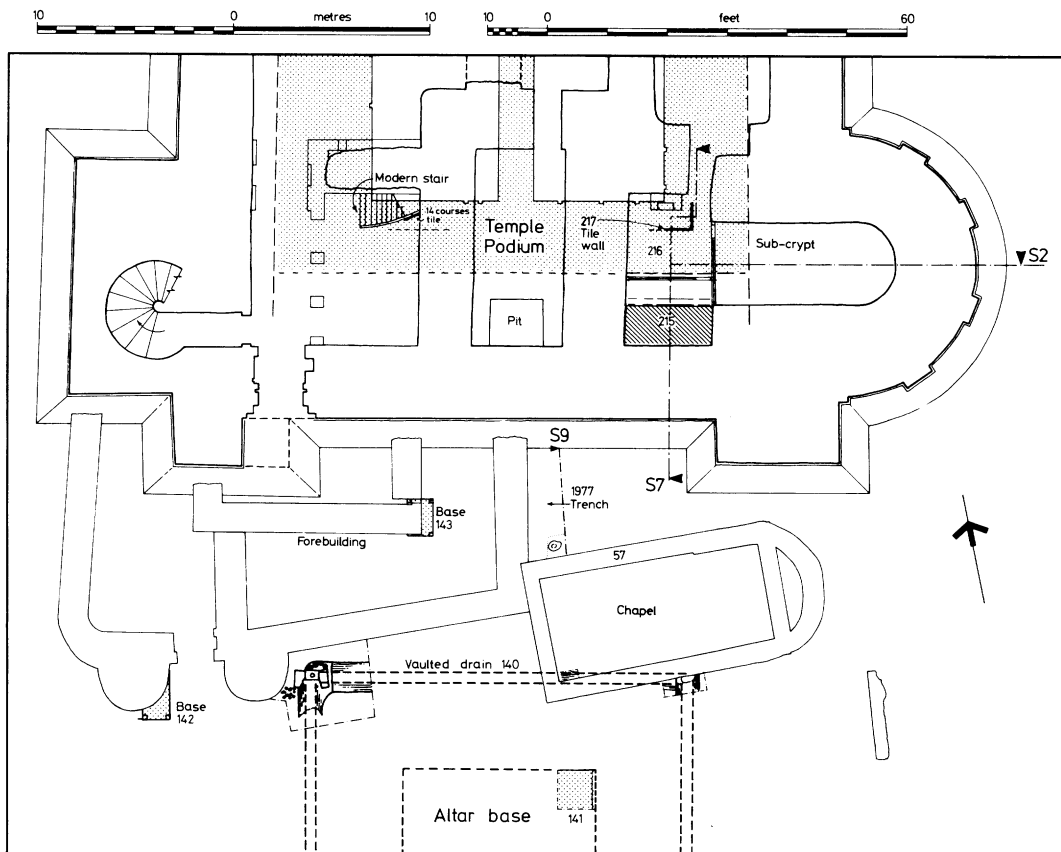 10 0 metres 10
10 0 feet 60
Modern stair
14 courses
tile
Temple
Podium
217
Tile
wall
216
Sub-crypt
S2
Pit
215
S9
S7
1977
Trench
Base
143
Forebuilding
57
Chapel
Vaulted drain 140
Base
142
Altar base
141